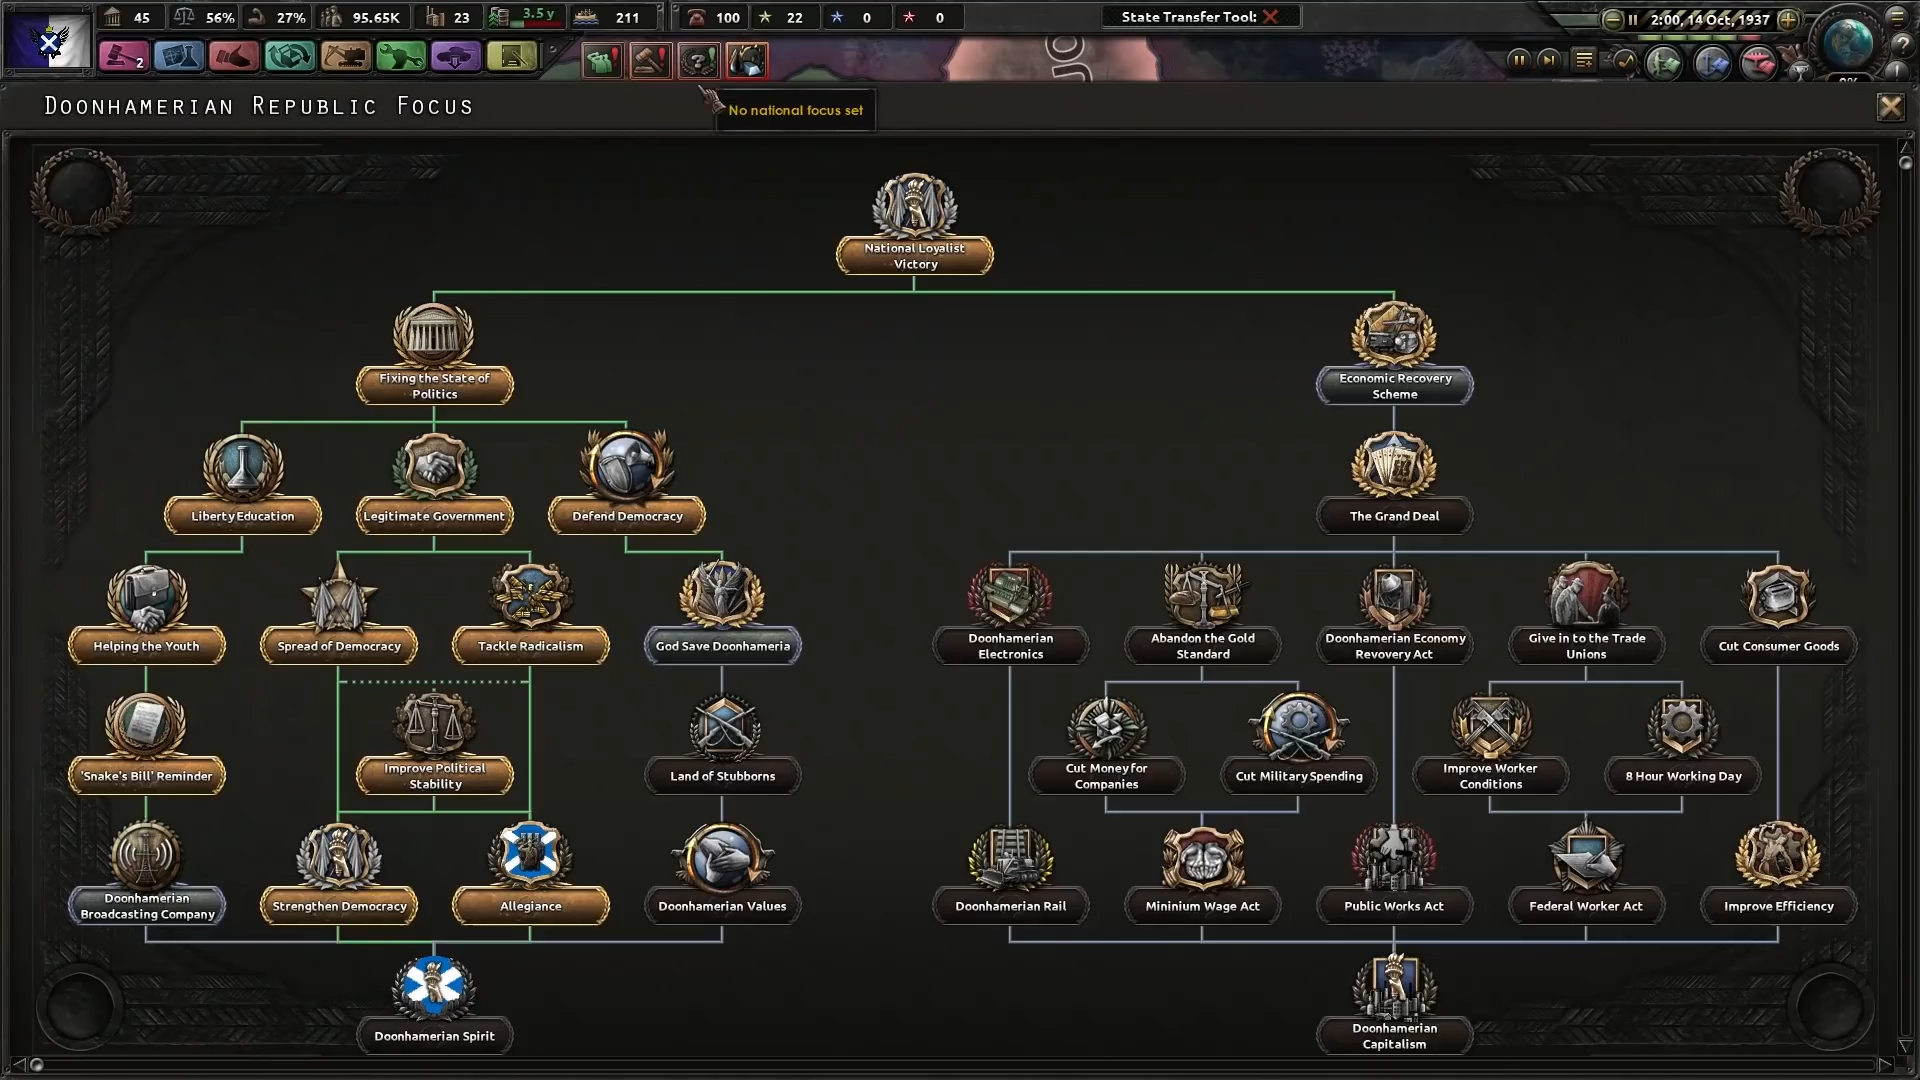 45
56%
27%
95.65K
23
3.5 y
211
100
22
0
0
State Transfer Tool:
2:00, 14 Oct, 1937
2
Doonhamerian Republic Focus
No national focus set
National Loyalist
Victory
Fixing the State of
Politics
Economic Recovery
Scheme
Liberty Education
Legitimate Government
Defend Democracy
The Grand Deal
Helping the Youth
Spread of Democracy
Tackle Radicalism
God Save Doonhameria
Doonhamerian
Electronics
Abandon the Gold
Standard
Doonhamerian Economy
Revovery Act
Give in to the Trade
Unions
Cut Consumer Goods
'Snake's Bill' Reminder
Improve Political
Stability
Land of Stubborns
Cut Money for
Companies
Cut Military Spending
Improve Worker
Conditions
8 Hour Working Day
Doonhamerian
Broadcasting Company
Strengthen Democracy
Allegiance
Doonhamerian Values
Doonhamerian Rail
Mininium Wage Act
Public Works Act
Federal Worker Act
Improve Efficiency
Doonhamerian Spirit
Doonhamerian
Capitalism